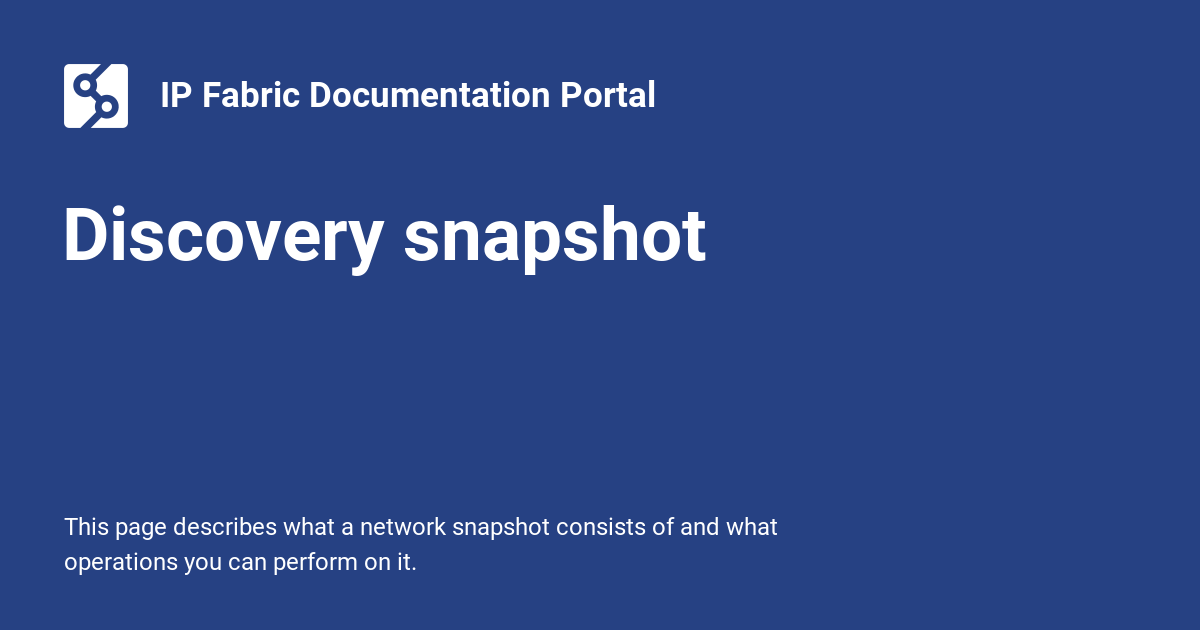 IP Fabric Documentation Portal
Discovery snapshot
This page describes what a network snapshot consists of and what
operations you can perform on it.